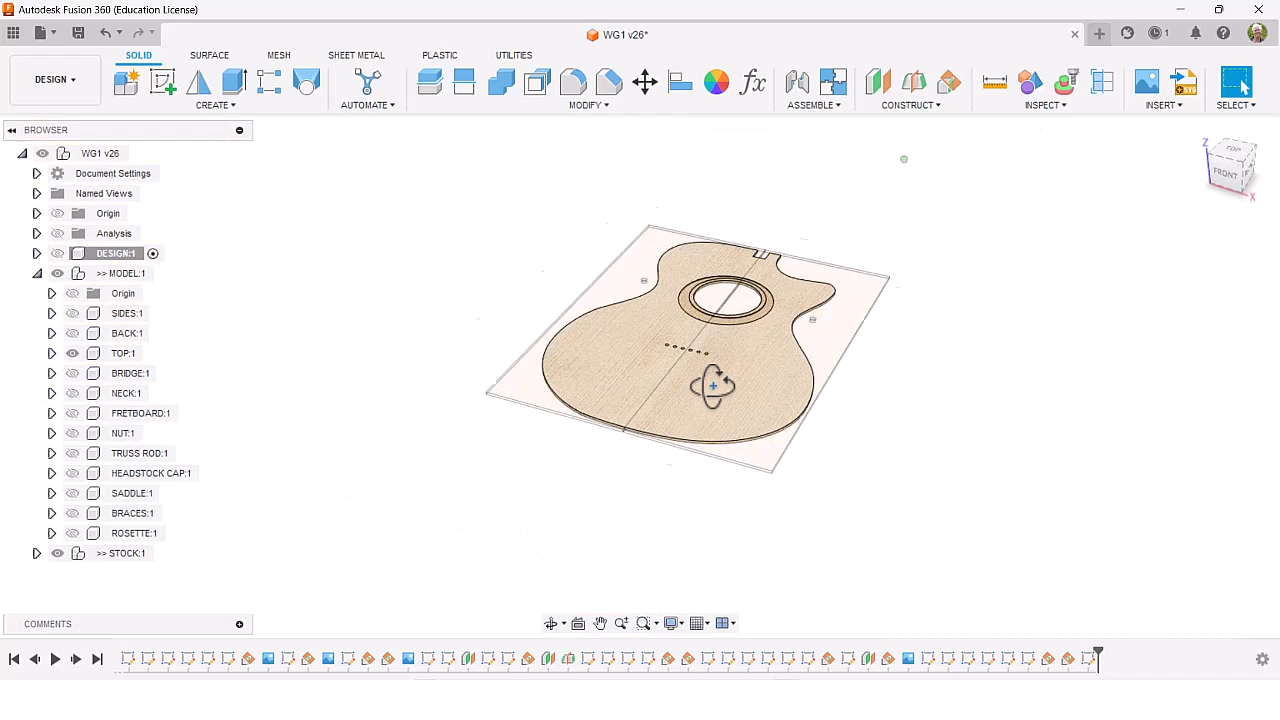 Autodesk Fusion 360 (Education License)
WG1 v26*
1
DESIGN
SOLID
SURFACE
MESH
SHEET METAL
PLASTIC
UTILITIES
CREATE
AUTOMATE
MODIFY
ASSEMBLE
CONSTRUCT
INSPECT
INSERT
SELECT
fx
BROWSER
WG1 v26
Document Settings
Named Views
Origin
Analysis
DESIGN:1
>> MODEL:1
Origin
SIDES:1
BACK:1
TOP:1
BRIDGE:1
NECK:1
FRETBOARD:1
NUT:1
TRUSS ROD:1
HEADSTOCK CAP:1
SADDLE:1
BRACES:1
ROSETTE:1
>> STOCK:1
Z
TOP
FRONT
X
COMMENTS